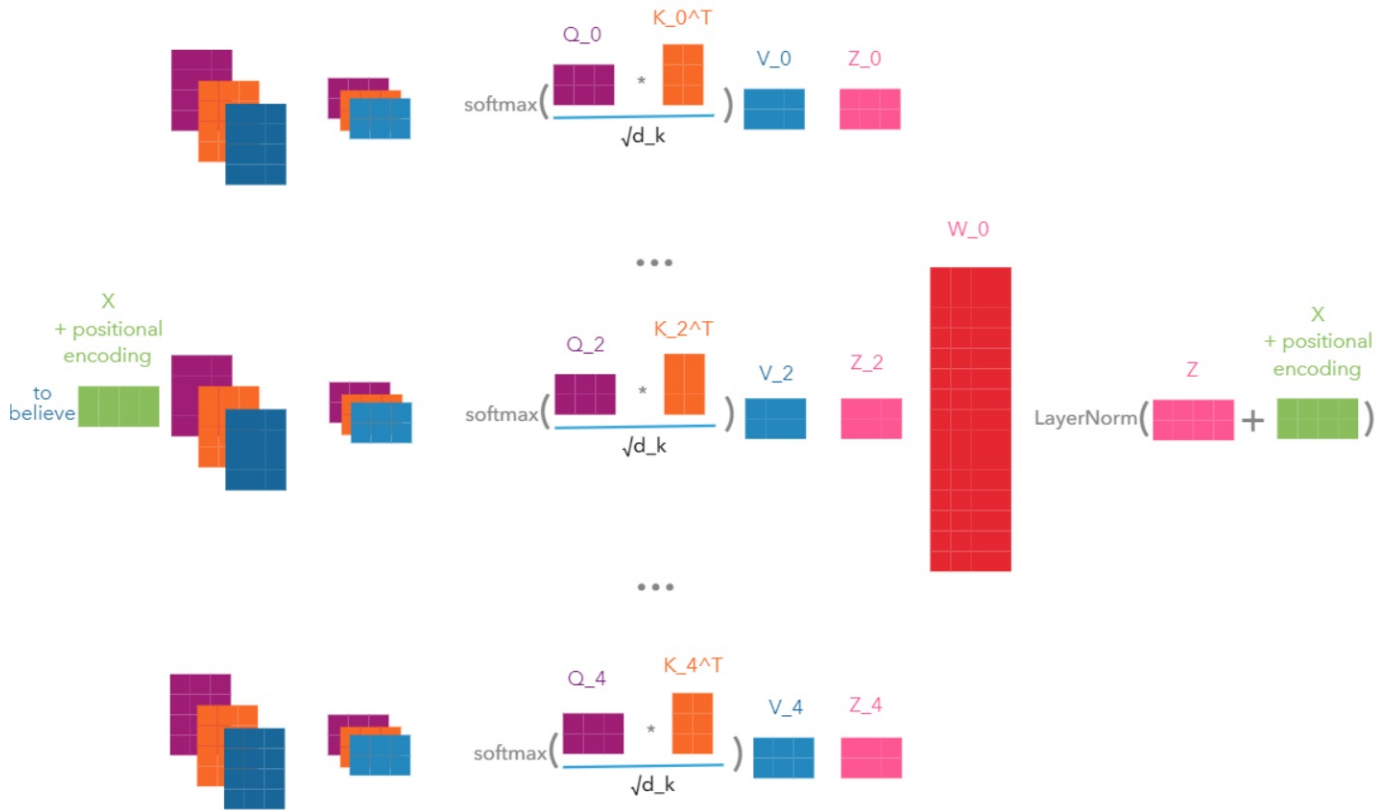 Q_0
K_0^T
V_0
Z_0
softmax(
*
)
√d_k
W_0
...
X
+ positional
encoding
to
believe
Q_2
K_2^T
V_2
Z_2
softmax(
*
)
√d_k
X
+ positional
encoding
Z
LayerNorm( + )
...
Q_4
K_4^T
V_4
Z_4
softmax(
*
)
√d_k